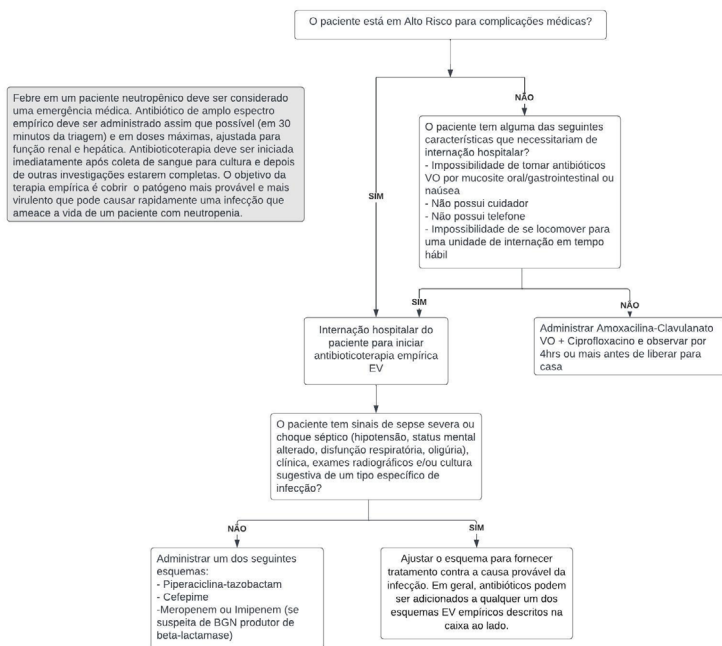 O paciente está em Alto Risco para complicações médicas?
Febre em um paciente neutropênico deve ser considerado
uma emergência médica. Antibiótico de amplo espectro
empírico deve ser administrado assim que possível (em 30
minutos da triagem) e em doses máximas, ajustada para
função renal e hepática. Antibioticoterapia deve ser iniciada
imediatamente após coleta de sangue para cultura e depois
de outras investigações estarem completas. O objetivo da
terapia empírica é cobrir o patógeno mais provável e mais
virulento que pode causar rapidamente uma infecção que
ameace a vida de um paciente com neutropenia.
NÃO
O paciente tem alguma das seguintes
características que necessitariam de
internação hospitalar?
- Impossibilidade de tomar antibióticos
VO por mucosite oral/gastrointestinal ou
naúsea
- Não possui cuidador
- Não possui telefone
- Impossibilidade de se locomover para
uma unidade de internação em tempo
hábil
SIM
SIM
NÃO
Internação hospitalar do
paciente para iniciar
antibioticoterapia empírica
EV
Administrar Amoxacilina-Clavulanato
VO + Ciprofloxacino e observar por
4hrs ou mais antes de liberar para
casa
O paciente tem sinais de sepse severa ou
choque séptico (hipotensão, status mental
alterado, disfunção respiratória, oligúria),
clínica, exames radiográficos e/ou cultura
sugestiva de um tipo específico de
infecção?
NÃO
SIM
Administrar um dos seguintes
esquemas:
- Piperaciclina-tazobactam
- Cefepime
-Meropenem ou Imipenem (se
suspeita de BGN produtor de
beta-lactamase)
Ajustar o esquema para fornecer
tratamento contra a causa provável da
infecção. Em geral, antibióticos podem
ser adicionados a qualquer um dos
esquemas EV empíricos descritos na
caixa ao lado.